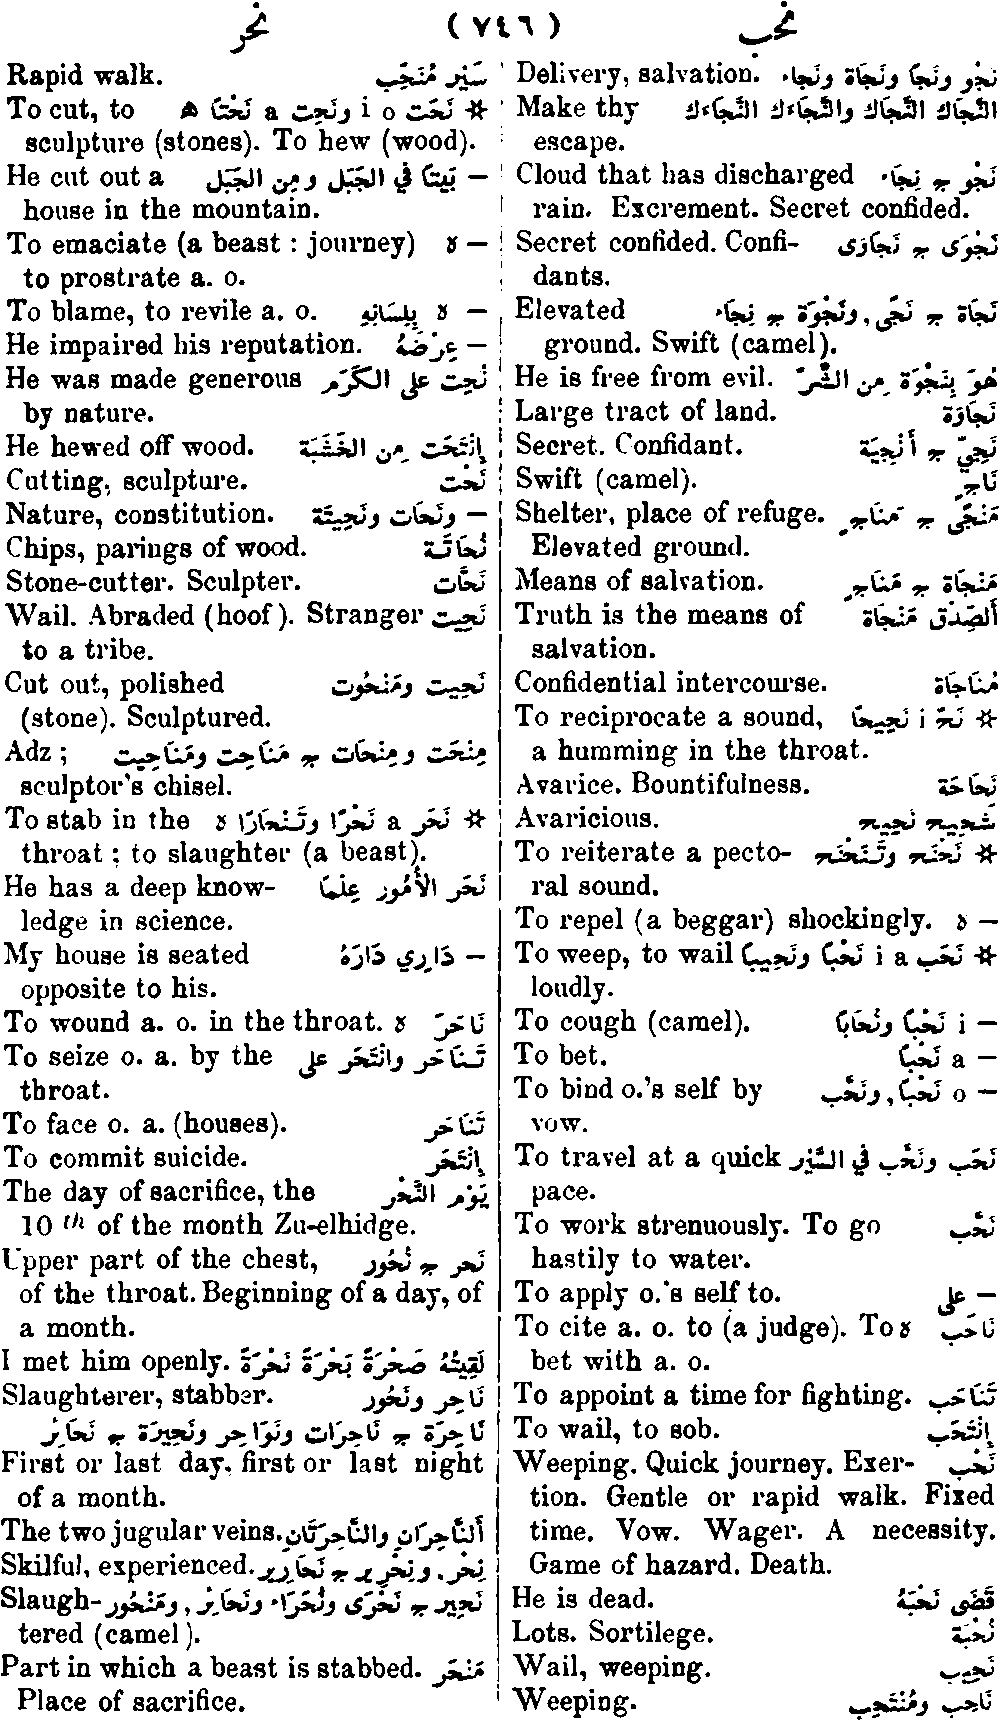 نحب ( ٧٤٦ ) نحر
Delivery, salvation. نَجْو ونَجًا ونَجَاة ونَجَاء
Make thy النَّجَاكَ النَّجَاكَ والنَّجَاءَكَ النَّجَاءَكَ
escape.
Cloud that has discharged نَجْو ج نِجَاء
rain. Excrement. Secret confided.
Secret confided. Confi- نَجْوَى ج نَجَاوَى
dants.
Elevated نَجَاة ج نَجًى, ونَجْوَة ج نِجَاء
ground. Swift (camel).
He is free from evil. هُوَ بِنَجْوَة مِن الشَّرّ
Large tract of land. نَجَاوَة
Secret. Confidant. نَجِيّ ج أَنْجِيَة
Swift (camel). نَاجٍ
Shelter, place of refuge. مَنْجًى ج مَنَاجٍ
Elevated ground.
Means of salvation. مَنْجَاة ج مَنَاجٍ
Truth is the means of أَلصِّدْق مَنْجَاة
salvation.
Confidential intercourse. مُنَاجَاة
To reciprocate a sound, ✲ نَحَّ i نَحِيحًا
a humming in the throat.
Avarice. Bountifulness. نَحَاحَة
Avaricious. شَحِيح نَحِيح
To reiterate a pecto- ✲ نَحْنَح وتَنَحْنَح
ral sound.
To repel (a beggar) shockingly. — ه
To weep, to wail ✲ نَحَب i a نَحْبًا ونَحِيبًا
loudly.
To cough (camel). — i نَحْبًا ونُحَابًا
To bet. — a نَحْبًا
To bind o.'s self by — o نَحْبًا, ونَحَّب
vow.
To travel at a quick نَحَب ونَحَّب في السَّيْر
pace.
To work strenuously. To go نَحَّب
hastily to water.
To apply o.'s self to. — على
To cite a. o. to (a judge). To نَاحَب ه
bet with a. o.
To appoint a time for fighting. تَنَاحَب
To wail, to sob. إِنْتَحَب
Weeping. Quick journey. Exer- نَحْب
tion. Gentle or rapid walk. Fixed
time. Vow. Wager. A necessity.
Game of hazard. Death.
He is dead. قَضَى نَحْبَهُ
Lots. Sortilege. نُحْبَة
Wail, weeping. نَحِيب
Weeping. نَاحِب ومُنْتَحِب
Rapid walk. سَيْر مُنَحِّب
To cut, to ✲ نَحَت i o ونَحِت a نَحْتًا ه
sculpture (stones). To hew (wood).
He cut out a — بَيْتًا في الجَبَل ومِن الجَبَل
house in the mountain.
To emaciate (a beast : journey) — ه
to prostrate a. o.
To blame, to revile a. o. — ه بِلِسَانِهِ
He impaired his reputation. — عِرْضَهُ
He was made generous نُحِت على الكَرَم
by nature.
He hewed off wood. إِنْتَحَت مِن الخَشَبَة
Cutting, sculpture. نَحْت
Nature, constitution. — ونَحَات ونَحِيتَة
Chips, parings of wood. نُحَاتَة
Stone-cutter. Sculpter. نَحَّات
Wail. Abraded (hoof). Stranger نَحِيت
to a tribe.
Cut out, polished نَحِيت ومَنْحُوت
(stone). Sculptured.
Adz ; مِنْحَت ومِنْحَات ج مَنَاحِت ومَنَاحِيت
sculptor's chisel.
To stab in the ✲ نَحَر a نَحْرًا وتَنْحَارًا ه
throat ; to slaughter (a beast).
He has a deep know- نَحَر الأُمُور عِلْمًا
ledge in science.
My house is seated — دَارِي دَارَهُ
opposite to his.
To wound a. o. in the throat. نَاحَرَ ه
To seize o. a. by the تَنَاحَر وانْتَحَر على
throat.
To face o. a. (houses). تَنَاحَر
To commit suicide. إِنْتَحَر
The day of sacrifice, the يَوْم النَّحْر
10 th of the month Zu-elhidge.
Upper part of the chest, نَحر ج نُحُور
of the throat. Beginning of a day, of
a month.
I met him openly. لَقِيتُهُ صَحْرَةَ بَحْرَةَ نَحْرَةَ
Slaughterer, stabber. نَاحِر ونَحُور
نَاحِرَة ج نَاحِرَات ونَوَاحِر ونَحِيرَة ج نَحَائِر
First or last day, first or last night
of a month.
The two jugular veins. أَلنَّاحِرَان والنَّاحِرَتَان
Skilful, experienced. نِحْر, ونِحْرِير ج نَحَارِير
Slaugh- نَحِير ج نَحْرَى ونُحَرَاء ونَحَائِر, ومَنْحُور
tered (camel).
Part in which a beast is stabbed. مَنْحَر
Place of sacrifice.